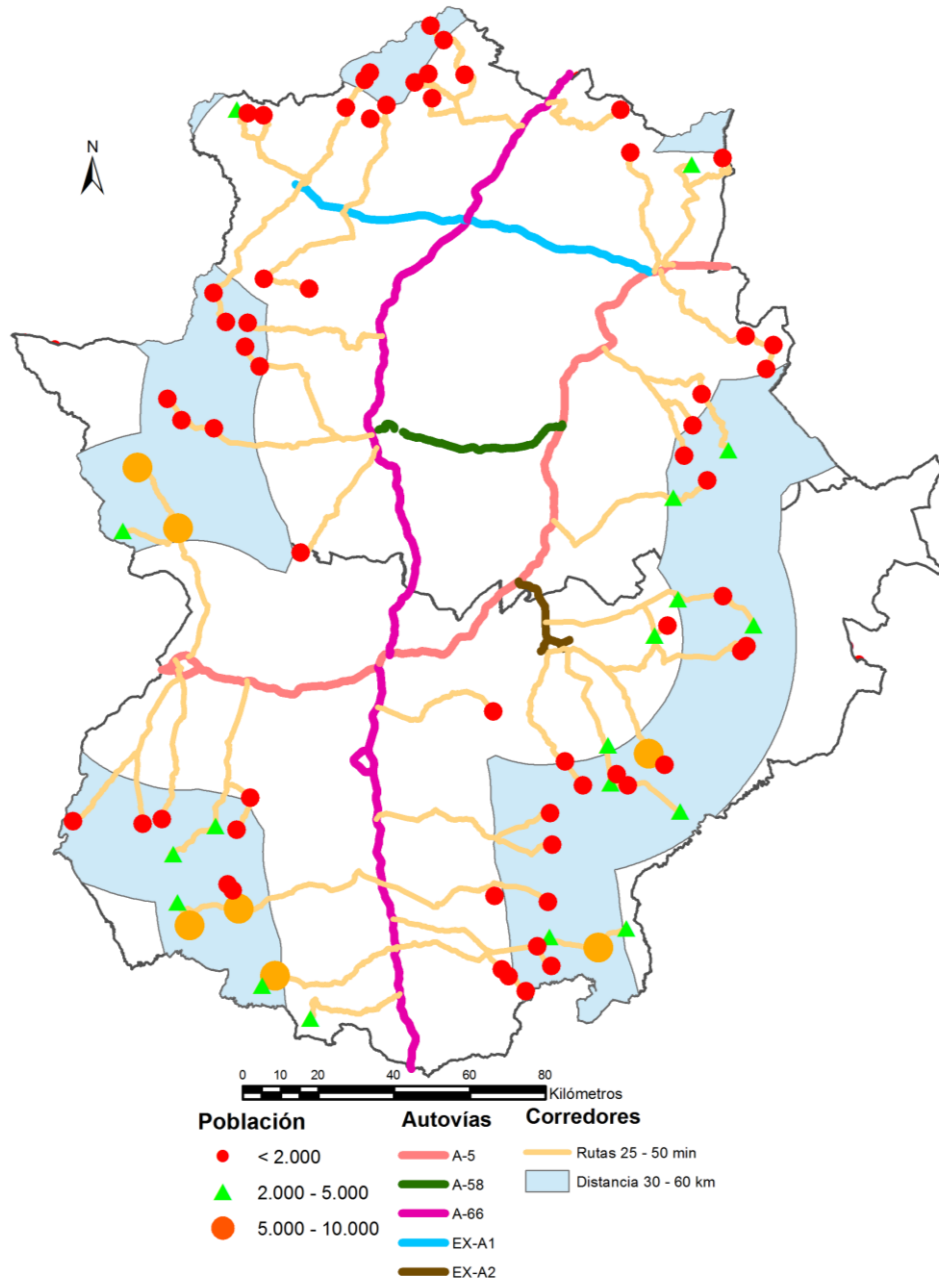 N
0 10 20 40 60 80
Kilómetros
Población
< 2.000
2.000 - 5.000
5.000 - 10.000
Autovías
A-5
A-58
A-66
EX-A1
EX-A2
Corredores
Rutas 25 - 50 min
Distancia 30 - 60 km